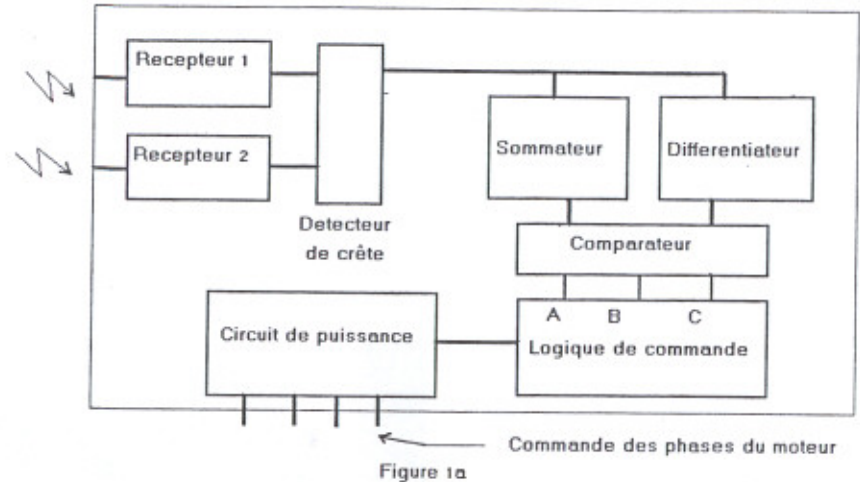 Recepteur 1
Recepteur 2
Detecteur
de crête
Sommateur
Differentiateur
Comparateur
A B C
Logique de commande
Circuit de puissance
Commande des phases du moteur
Figure 1a